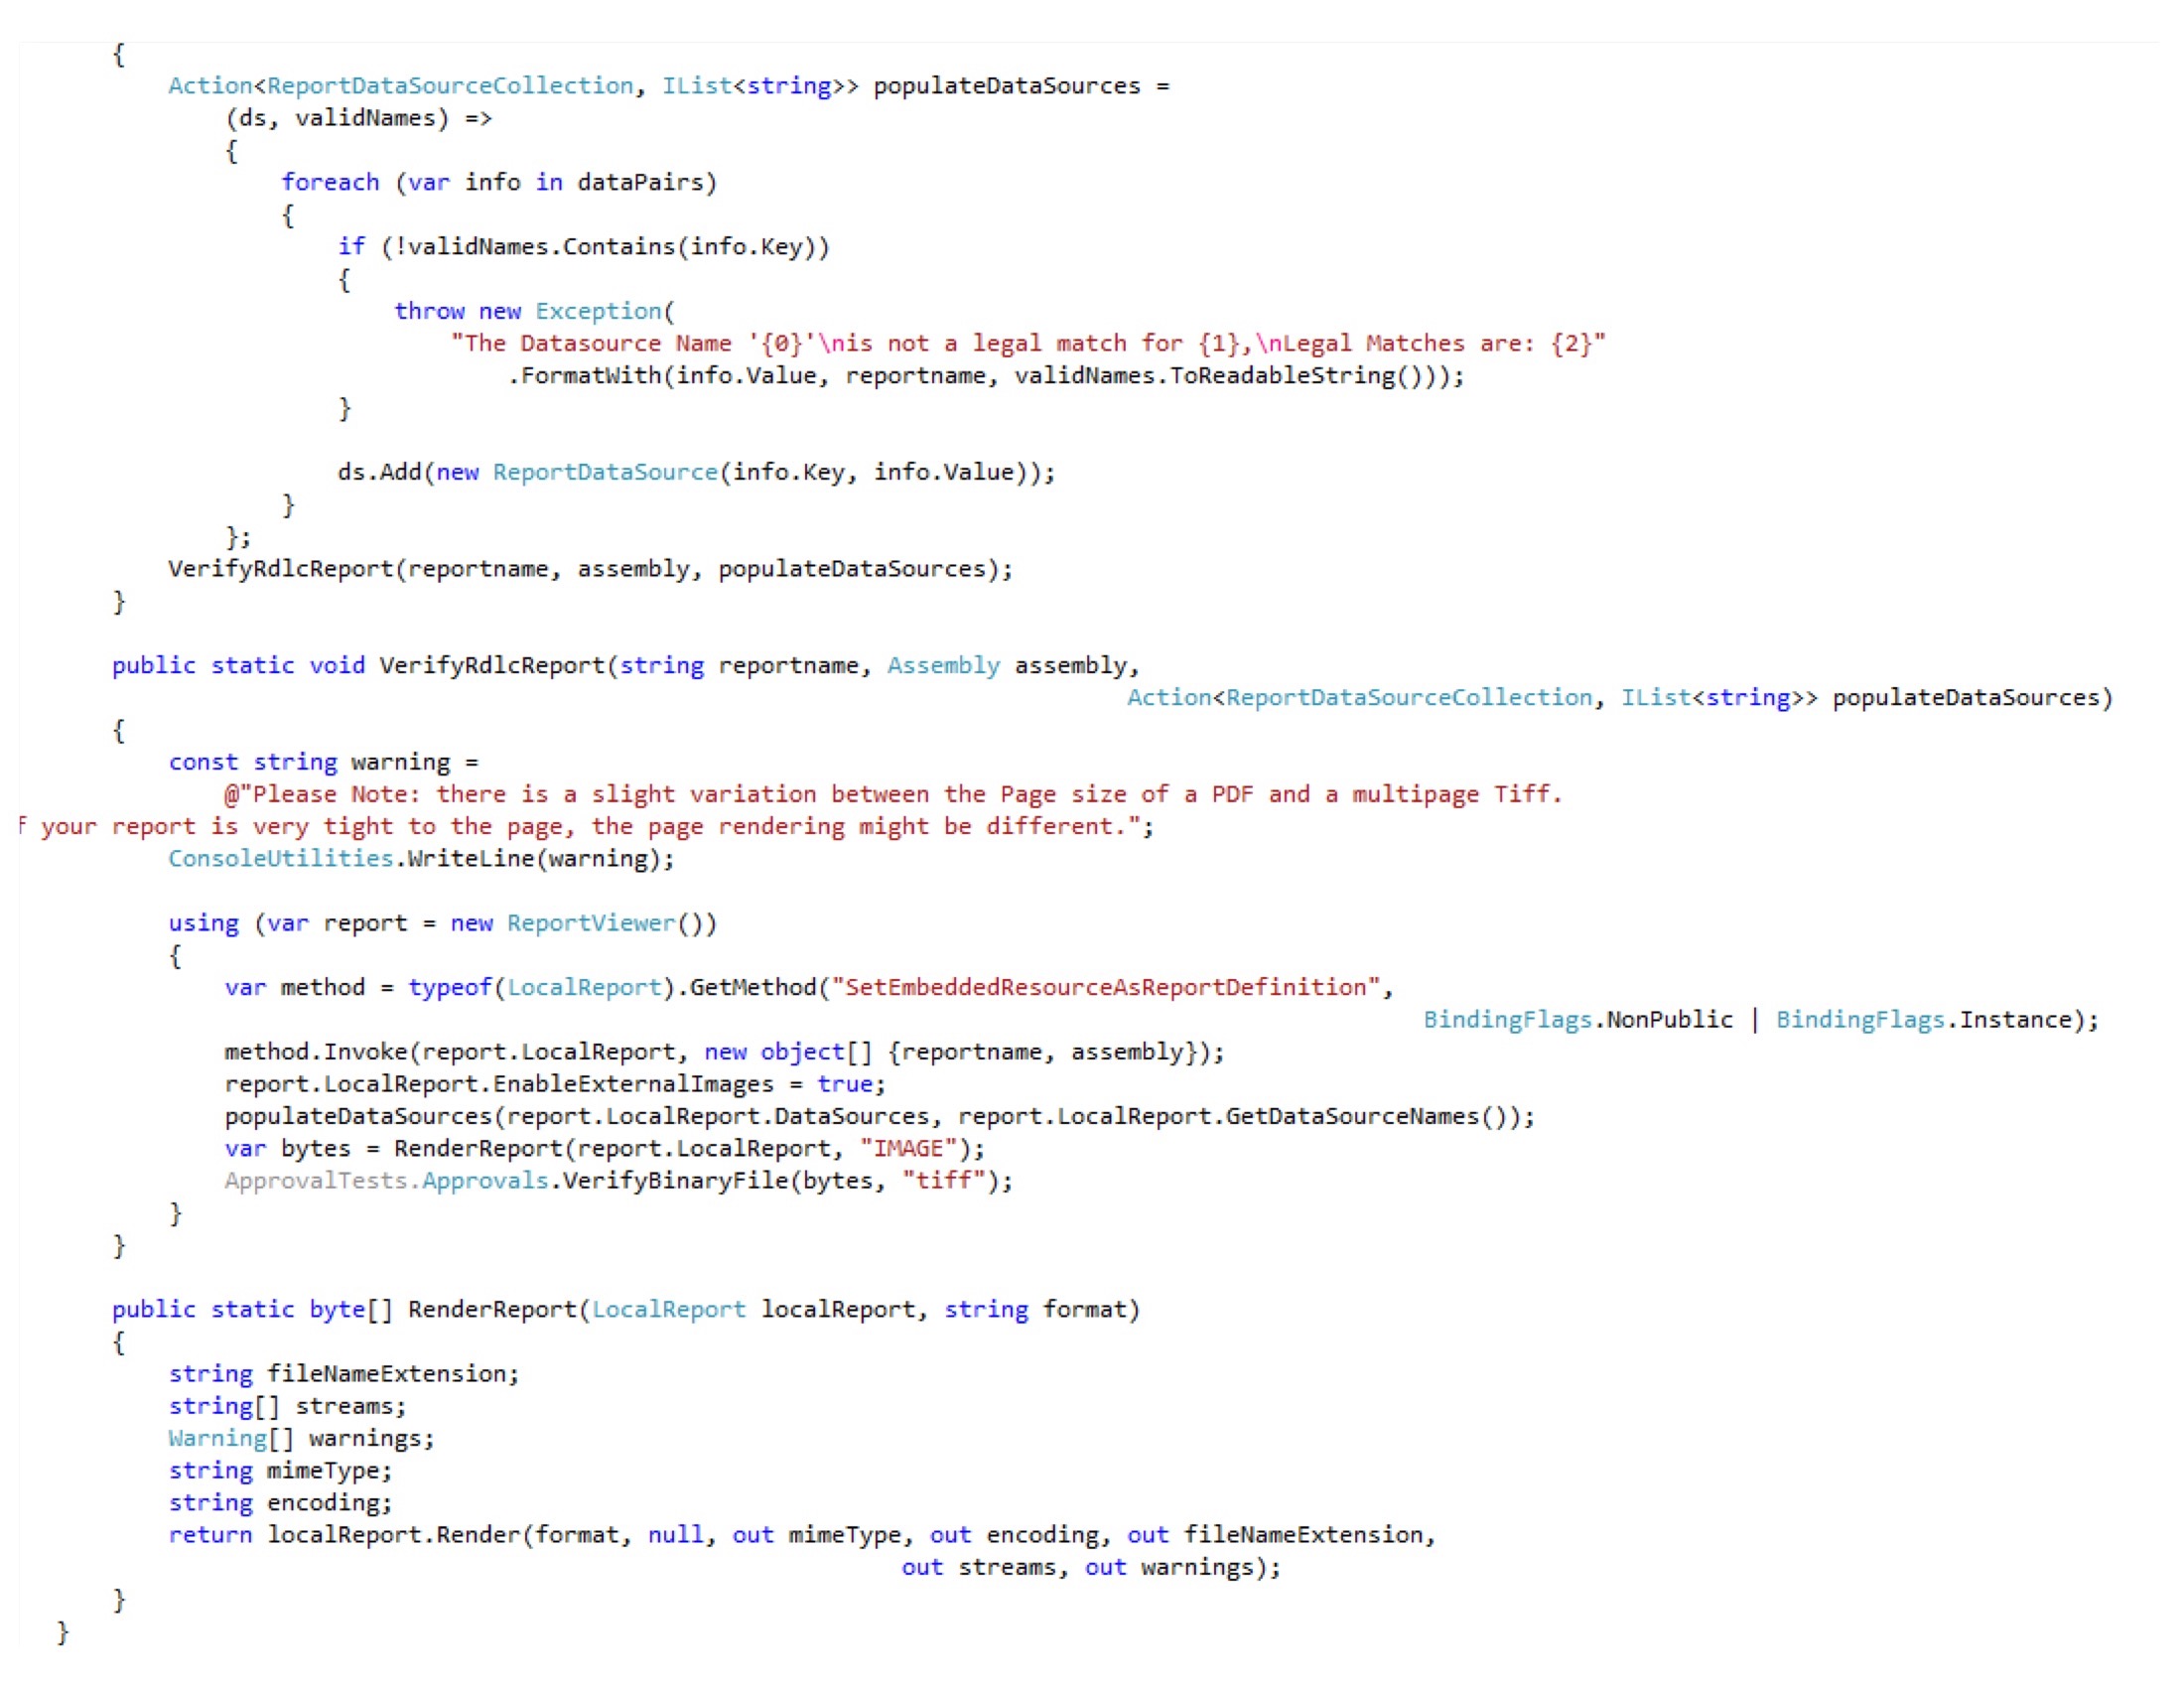 {
Action<ReportDataSourceCollection, IList<string>> populateDataSources =
(ds, validNames) =>
{
foreach (var info in dataPairs)
{
if (!validNames.Contains(info.Key))
{
throw new Exception(
"The Datasource Name '{0}'\nis not a legal match for {1},\nLegal Matches are: {2}"
.FormatWith(info.Value, reportname, validNames.ToReadableString()));
}
ds.Add(new ReportDataSource(info.Key, info.Value));
}
};
VerifyRdlcReport(reportname, assembly, populateDataSources);
}
public static void VerifyRdlcReport(string reportname, Assembly assembly,
Action<ReportDataSourceCollection, IList<string>> populateDataSources)
{
const string warning =
@"Please Note: there is a slight variation between the Page size of a PDF and a multipage Tiff.
f your report is very tight to the page, the page rendering might be different.";
ConsoleUtilities.WriteLine(warning);
using (var report = new ReportViewer())
{
var method = typeof(LocalReport).GetMethod("SetEmbeddedResourceAsReportDefinition",
BindingFlags.NonPublic | BindingFlags.Instance);
method.Invoke(report.LocalReport, new object[] {reportname, assembly});
report.LocalReport.EnableExternalImages = true;
populateDataSources(report.LocalReport.DataSources, report.LocalReport.GetDataSourceNames());
var bytes = RenderReport(report.LocalReport, "IMAGE");
ApprovalTests.Approvals.VerifyBinaryFile(bytes, "tiff");
}
}
public static byte[] RenderReport(LocalReport localReport, string format)
{
string fileNameExtension;
string[] streams;
Warning[] warnings;
string mimeType;
string encoding;
return localReport.Render(format, null, out mimeType, out encoding, out fileNameExtension,
out streams, out warnings);
}
}